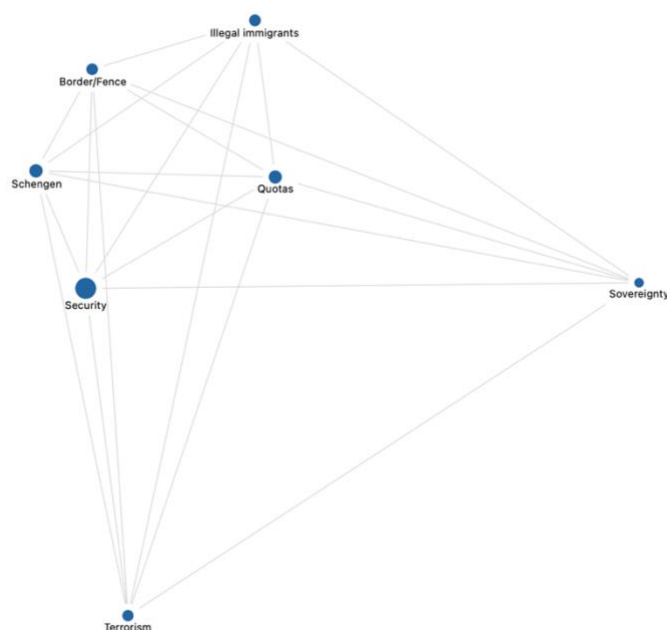 Illegal immigrants
Border/Fence
Schengen
Quotas
Security
Sovereignty
Terrorism